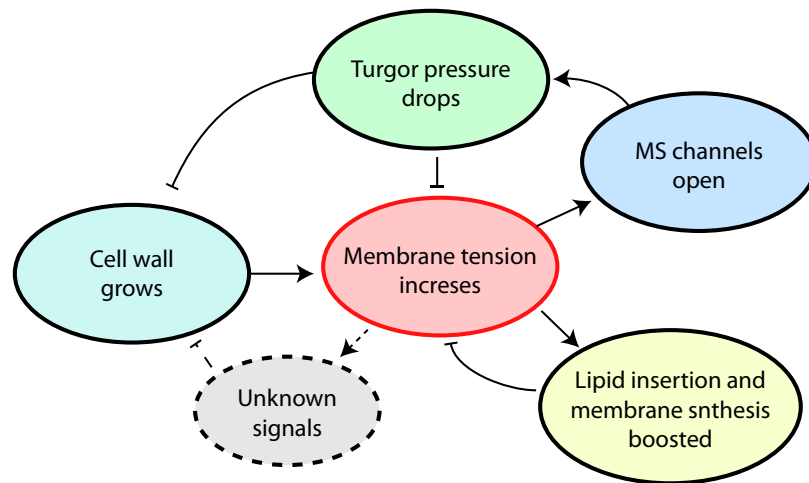 Turgor pressure
drops
MS channels
open
Cell wall
grows
Membrane tension
increses
Unknown
signals
Lipid insertion and
membrane snthesis
boosted